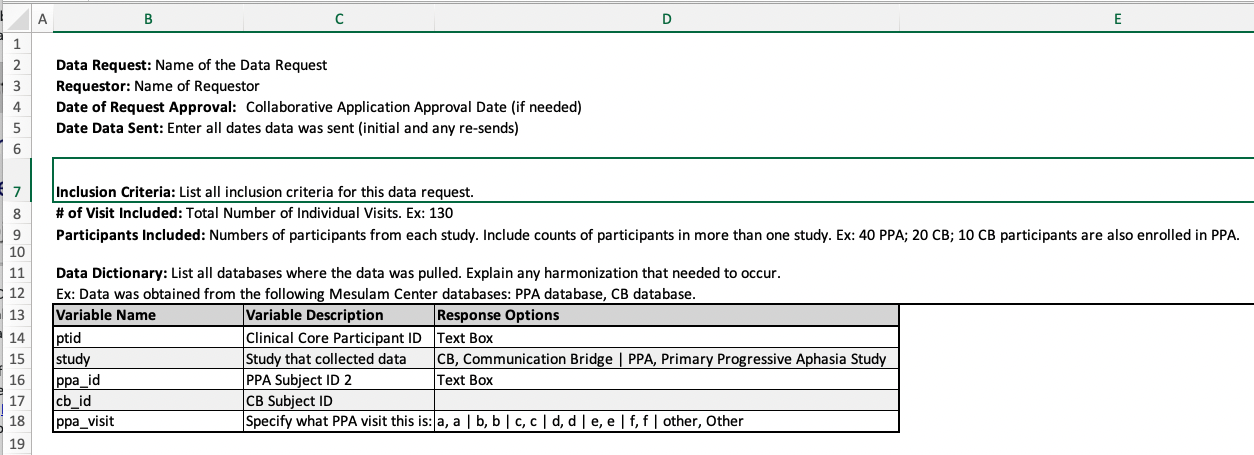 A B C D E
1
2 Data Request: Name of the Data Request
3 Requestor: Name of Requestor
4 Date of Request Approval: Collaborative Application Approval Date (if needed)
5 Date Data Sent: Enter all dates data was sent (initial and any re-sends)
6
7 Inclusion Criteria: List all inclusion criteria for this data request.
8 # of Visit Included: Total Number of Individual Visits. Ex: 130
9 Participants Included: Numbers of participants from each study. Include counts of participants in more than one study. Ex: 40 PPA; 20 CB; 10 CB participants are also enrolled in PPA.
10
11 Data Dictionary: List all databases where the data was pulled. Explain any harmonization that needed to occur.
12 Ex: Data was obtained from the following Mesulam Center databases: PPA database, CB database.
13 Variable Name Variable Description Response Options
14 ptid Clinical Core Participant ID Text Box
15 study Study that collected data CB, Communication Bridge | PPA, Primary Progressive Aphasia Study
16 ppa_id PPA Subject ID 2 Text Box
17 cb_id CB Subject ID
18 ppa_visit Specify what PPA visit this is: a, a | b, b | c, c | d, d | e, e | f, f | other, Other
19